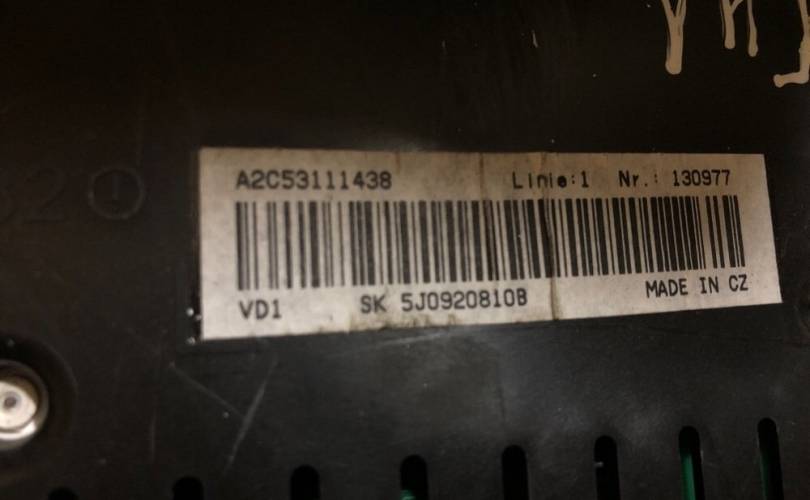 A2C53111438 Linie:1 Nr.: 130977
VD1 SK 5J0920810B MADE IN CZ